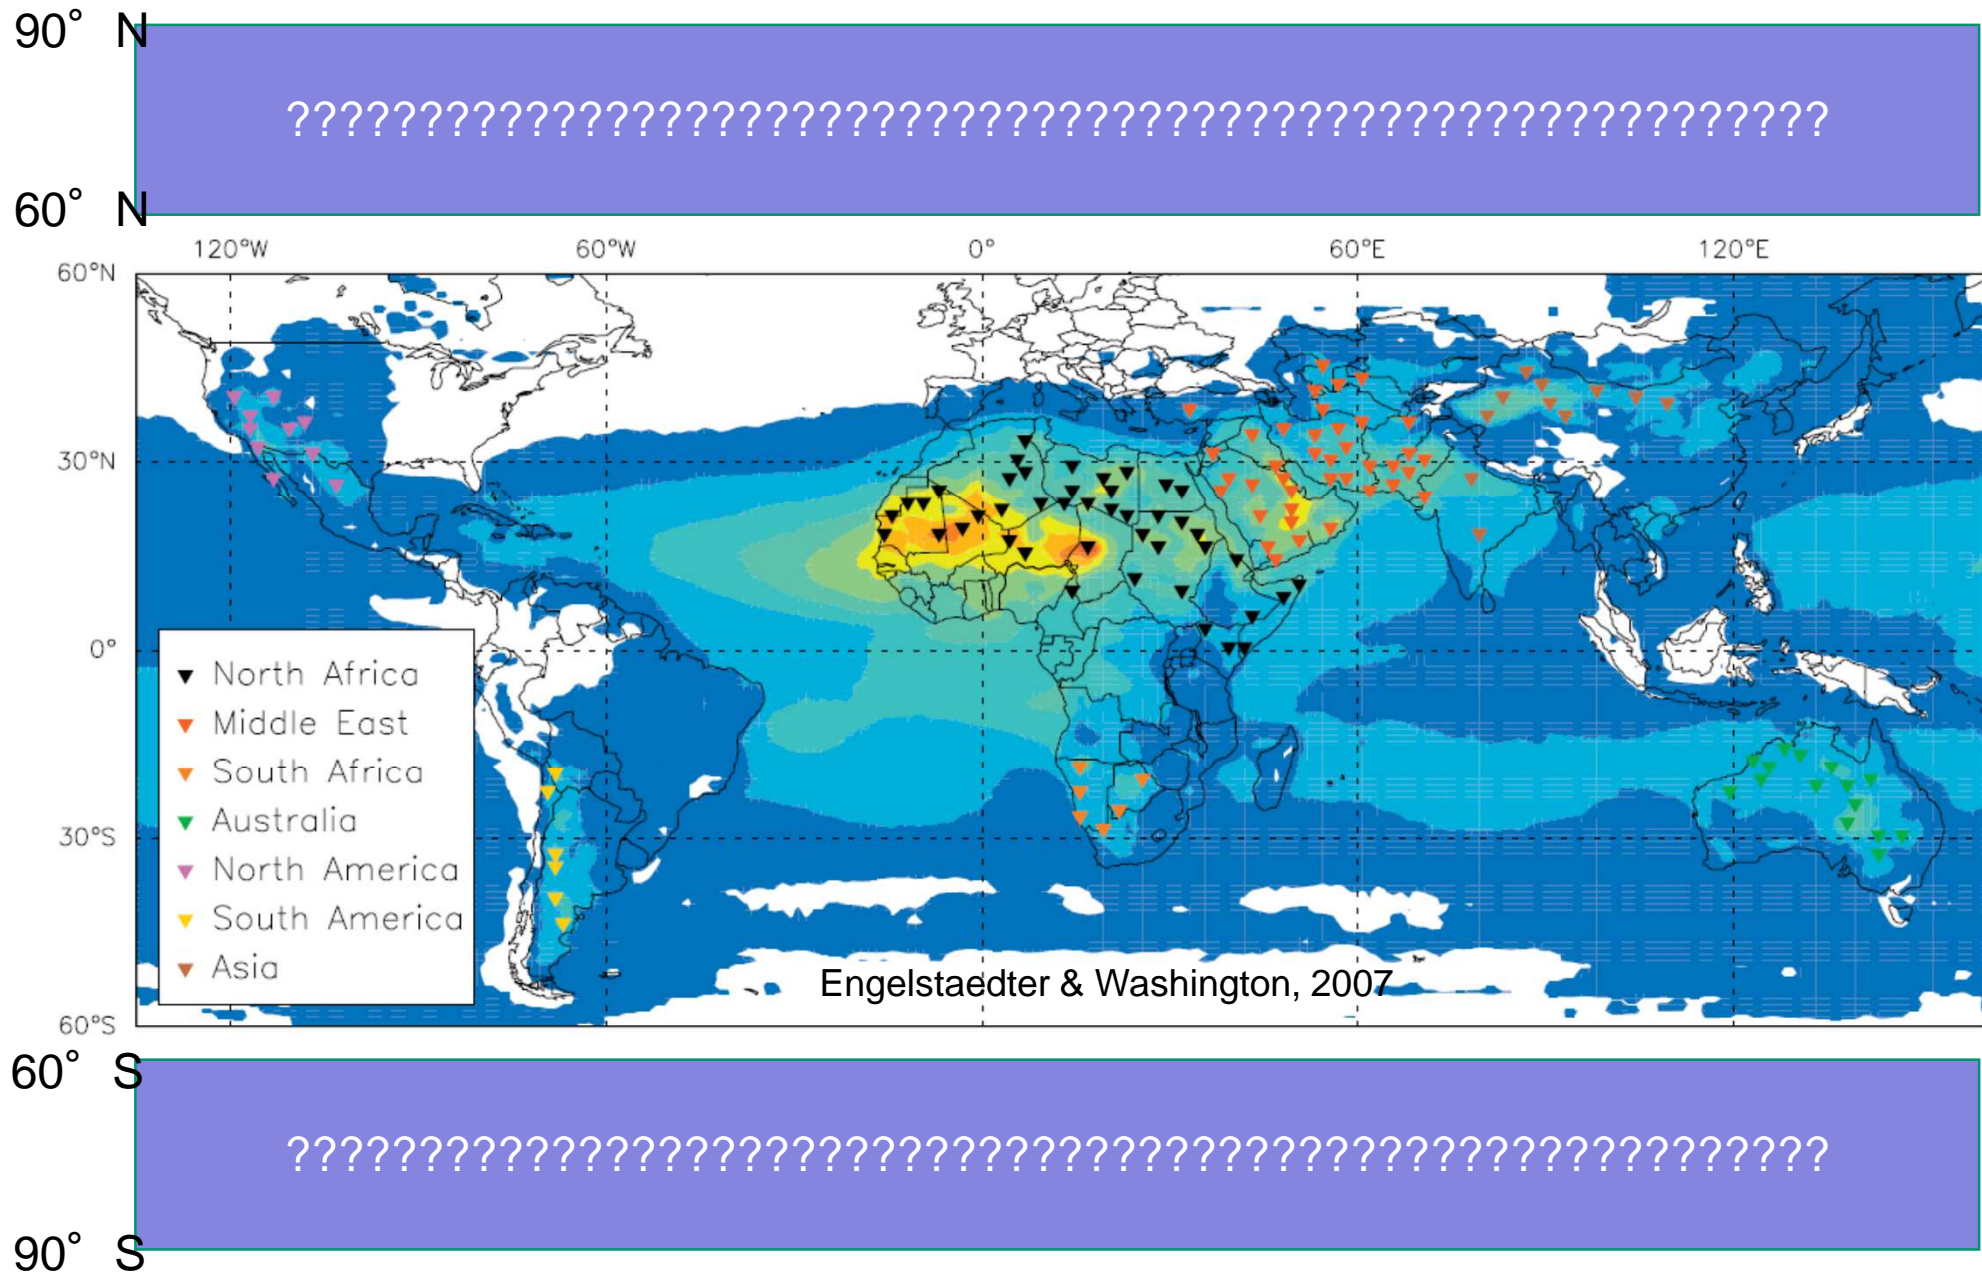 90° N
???????????????????????????????????????????????????????????
60° N
120°W 60°W 0° 60°E 120°E
60°N
30°N
0°
30°S
60°S
North Africa
Middle East
South Africa
Australia
North America
South America
Asia
Engelstaedter & Washington, 2007
60° S
???????????????????????????????????????????????????????????
90° S